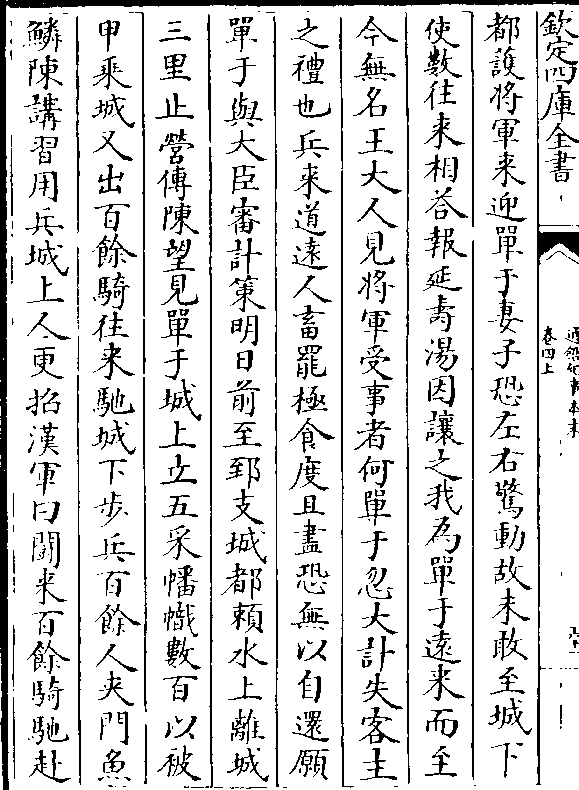 欽定四庫全書
通鑑紀事本末
卷四上
都護將軍来迎單于妻子恐左右驚動故未敢至城下
使數往来相答報延壽湯因讓之我為單于遠来而至
今無名王大人見將軍受事者何單于忽大計失客主
之禮也兵来道遠人畜罷極食度且盡恐無以自還願
單于與大臣審計策明日前至郅支城都賴水上離城
三里止營傅陳望見單于城上立五采幡幟數百以被
甲乘城又出百餘騎往来馳城下步兵百餘人夾門魚
鱗陳講習用兵城上人更招漢軍曰鬬来百餘騎馳赴